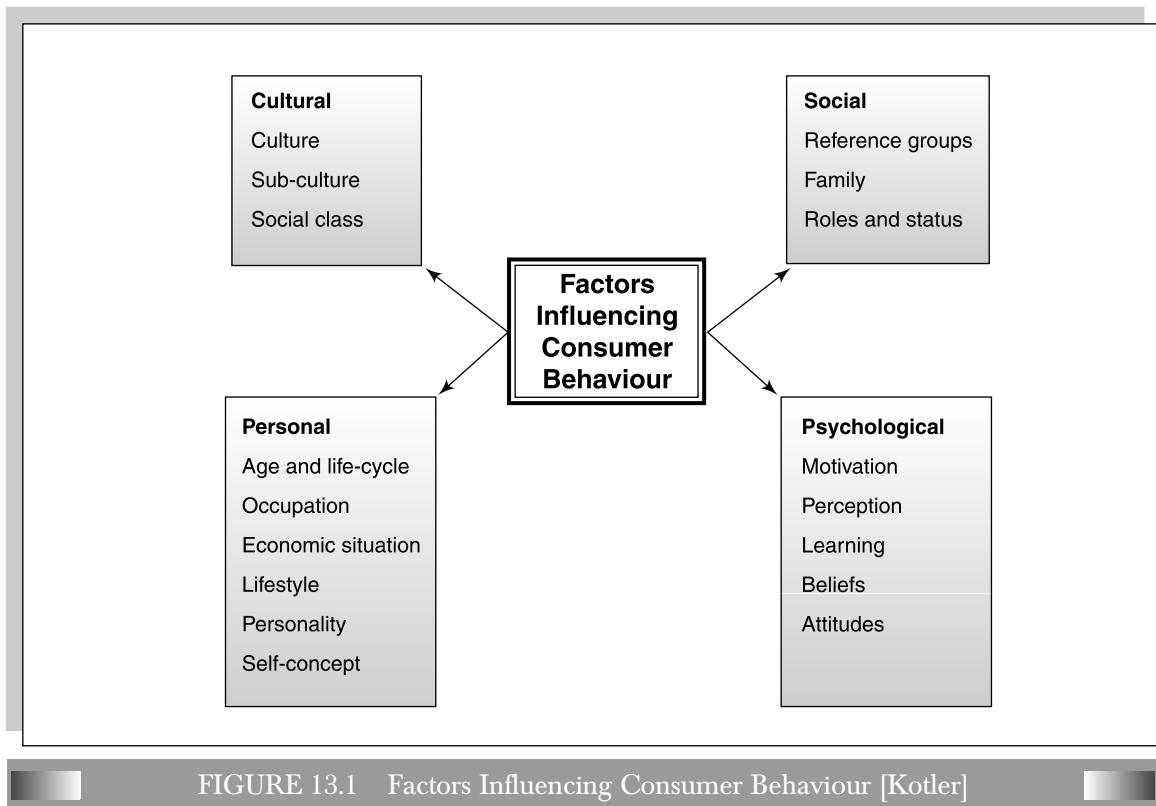 Cultural
Culture
Sub-culture
Social class
Social
Reference groups
Family
Roles and status
Factors
Influencing
Consumer
Behaviour
Personal
Age and life-cycle
Occupation
Economic situation
Lifestyle
Personality
Self-concept
Psychological
Motivation
Perception
Learning
Beliefs
Attitudes
FIGURE 13.1 Factors Influencing Consumer Behaviour [Kotler]